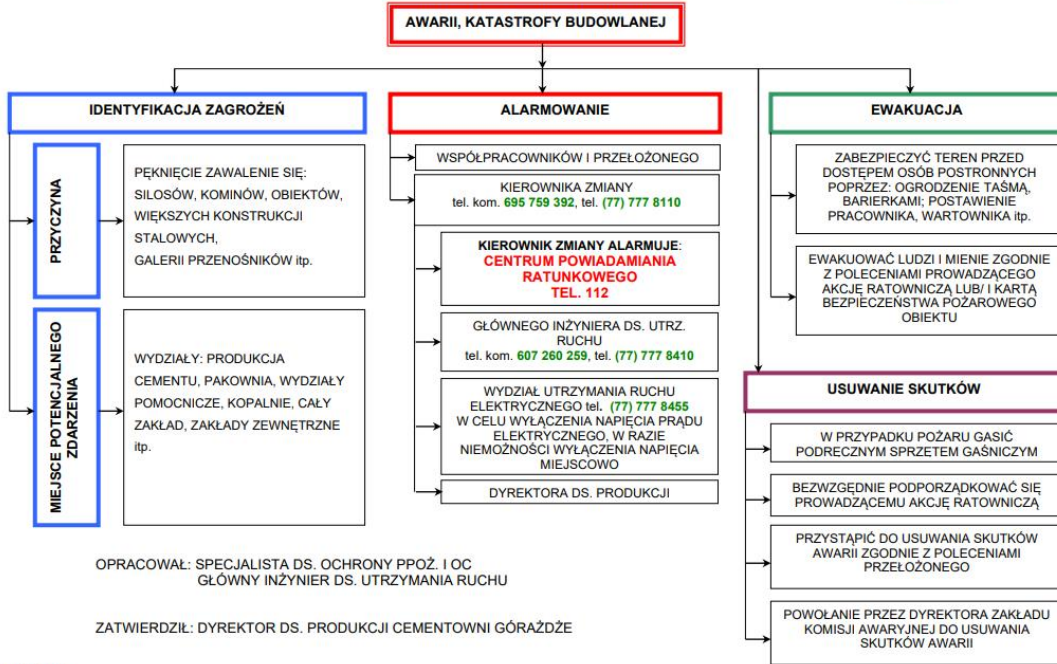 AWARII, KATASTROFY BUDOWLANEJ
IDENTYFIKACJA ZAGROŻEŃ
PRZYCZYNA
PĘKNIĘCIE ZAWALENIE SIĘ:
SILOSÓW, KOMINÓW, OBIEKTÓW,
WIĘKSZYCH KONSTRUKCJI
STALOWYCH,
GALERII PRZENOŚNIKÓW itp.
MIEJSCE POTENCJALNEGO
ZDARZENIA
WYDZIAŁY: PRODUKCJA
CEMENTU, PAKOWNIA, WYDZIAŁY
POMOCNICZE, KOPALNIE, CAŁY
ZAKŁAD, ZAKŁADY ZEWNĘTRZNE
itp.
ALARMOWANIE
WSPÓŁPRACOWNIKÓW I PRZEŁOŻONEGO
KIEROWNIKA ZMIANY
tel. kom. 695 759 392, tel. (77) 777 8110
KIEROWNIK ZMIANY ALARMUJE:
CENTRUM POWIADAMIANIA
RATUNKOWEGO
TEL. 112
GŁÓWNEGO INŻYNIERA DS. UTRZ.
RUCHU
tel. kom. 607 260 259, tel. (77) 777 8410
WYDZIAŁ UTRZYMANIA RUCHU
ELEKTRYCZNEGO tel. (77) 777 8455
W CELU WYŁĄCZENIA NAPIĘCIA PRĄDU
ELEKTRYCZNEGO, W RAZIE
NIEMOŻNOŚCI WYŁĄCZENIA NAPIĘCIA
MIEJSCOWO
DYREKTORA DS. PRODUKCJI
EWAKUACJA
ZABEZPIECZYĆ TEREN PRZED
DOSTĘPEM OSÓB POSTRONNYCH
POPRZEZ: OGRODZENIE TAŚMĄ,
BARIERKAMI; POSTAWIENIE
PRACOWNIKA, WARTOWNIKA itp.
EWAKUOWAĆ LUDZI I MIENIE ZGODNIE
Z POLECENIAMI PROWADZĄCEGO
AKCJĘ RATOWNICZĄ LUB/ I KARTĄ
BEZPIECZEŃSTWA POŻAROWEGO
OBIEKTU
USUWANIE SKUTKÓW
W PRZYPADKU POŻARU GASIĆ
PODRECZNYM SPRZETEM GAŚNICZYM
BEZWZGLĘDNIE PODPORZĄDKOWAĆ SIĘ
PROWADZĄCEMU AKCJĘ RATOWNICZĄ
PRZYSTĄPIĆ DO USUWANIA SKUTKÓW
AWARII ZGODNIE Z POLECENIAMI
PRZEŁOŻONEGO
POWOŁANIE PRZEZ DYREKTORA ZAKŁADU
KOMISJI AWARYJNEJ DO USUWANIA
SKUTKÓW AWARII
OPRACOWAŁ: SPECJALISTA DS. OCHRONY PPOŻ. I OC
GŁÓWNY INŻYNIER DS. UTRZYMANIA RUCHU
ZATWIERDZIŁ: DYREKTOR DS. PRODUKCJI CEMENTOWNI GÓRAŻDŻE